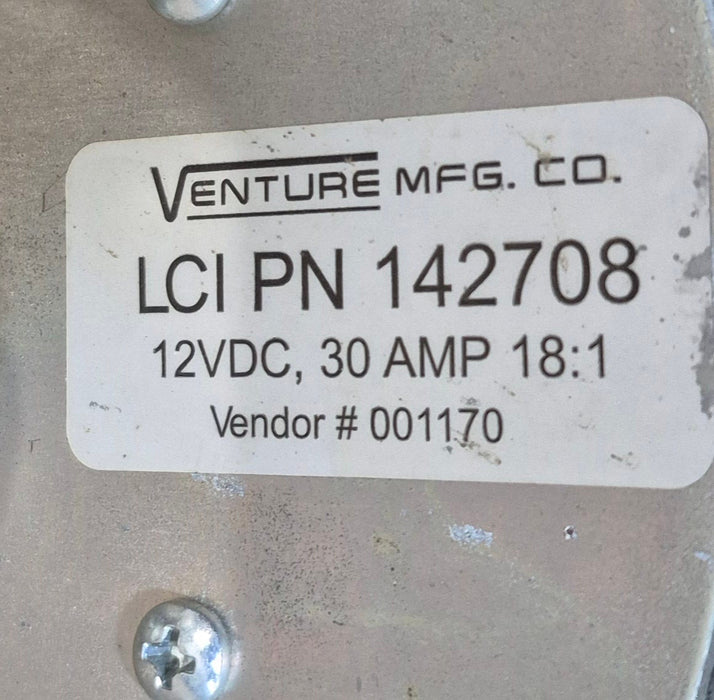 VENTURE MFG. CO.
LCI PN 142708
12VDC, 30 AMP 18:1
Vendor # 001170